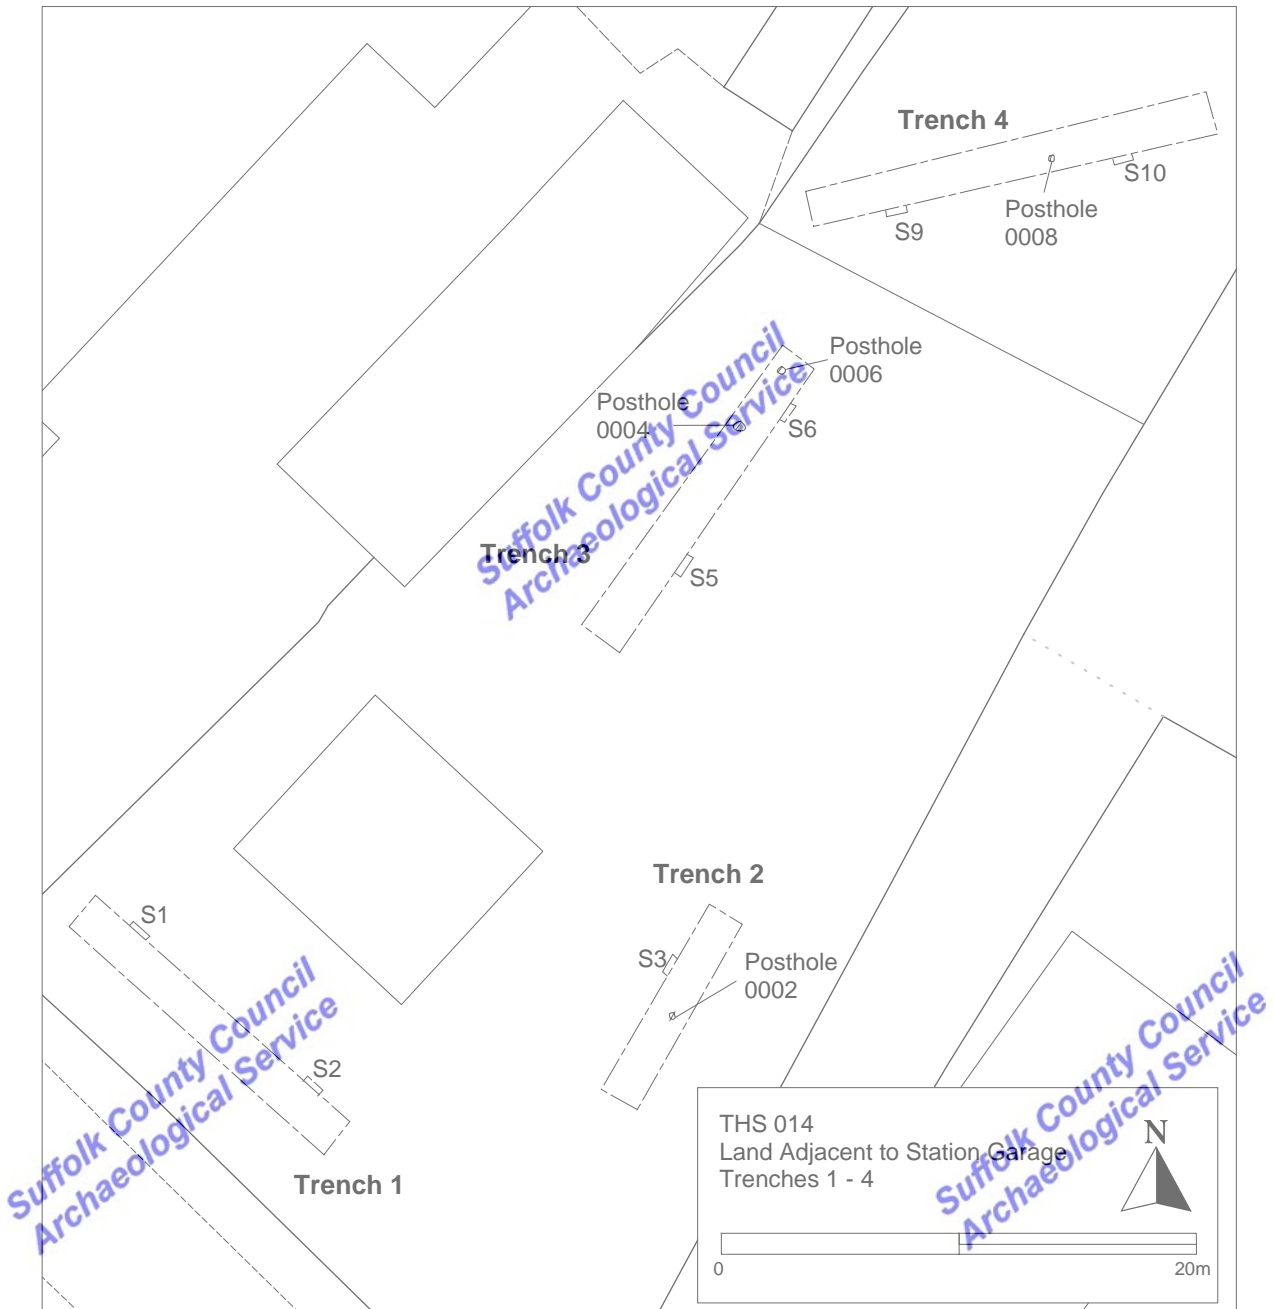 Trench 4
S10
Posthole
0008
S9
Posthole
0006
Posthole
0004
S6
Suffolk County Council
Archaeological Service
Trench 3
S5
Trench 2
S1
S3
Posthole
0002
S2
Suffolk County Council
Archaeological Service
Trench 1
THS 014
Land Adjacent to Station Garage
Trenches 1 - 4
N
0
20m
Suffolk County Council
Archaeological Service